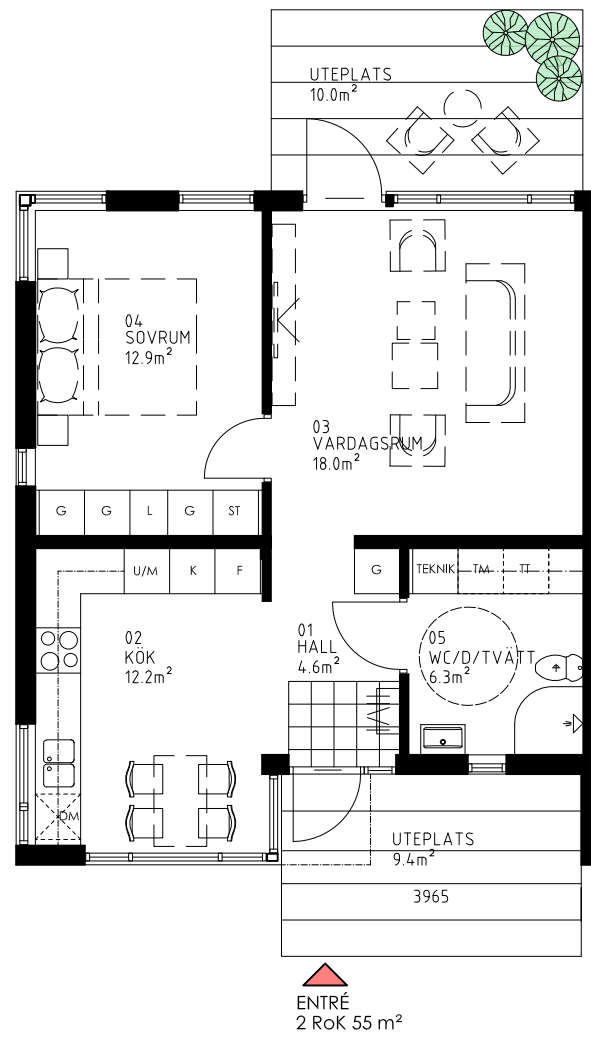 UTEPLATS
10.0m²
04
SOVRUM
12.9m²
03
VARDAGSRUM
18.0m²
G G L G ST
U/M K F
G
TEKNIK TM TT
02
KÖK
12.2m²
01
HALL
4.6m²
05
WC/D/TVÄTT
6.3m²
DM
UTEPLATS
9.4m²
3965
ENTRÉ
2 RoK 55 m²